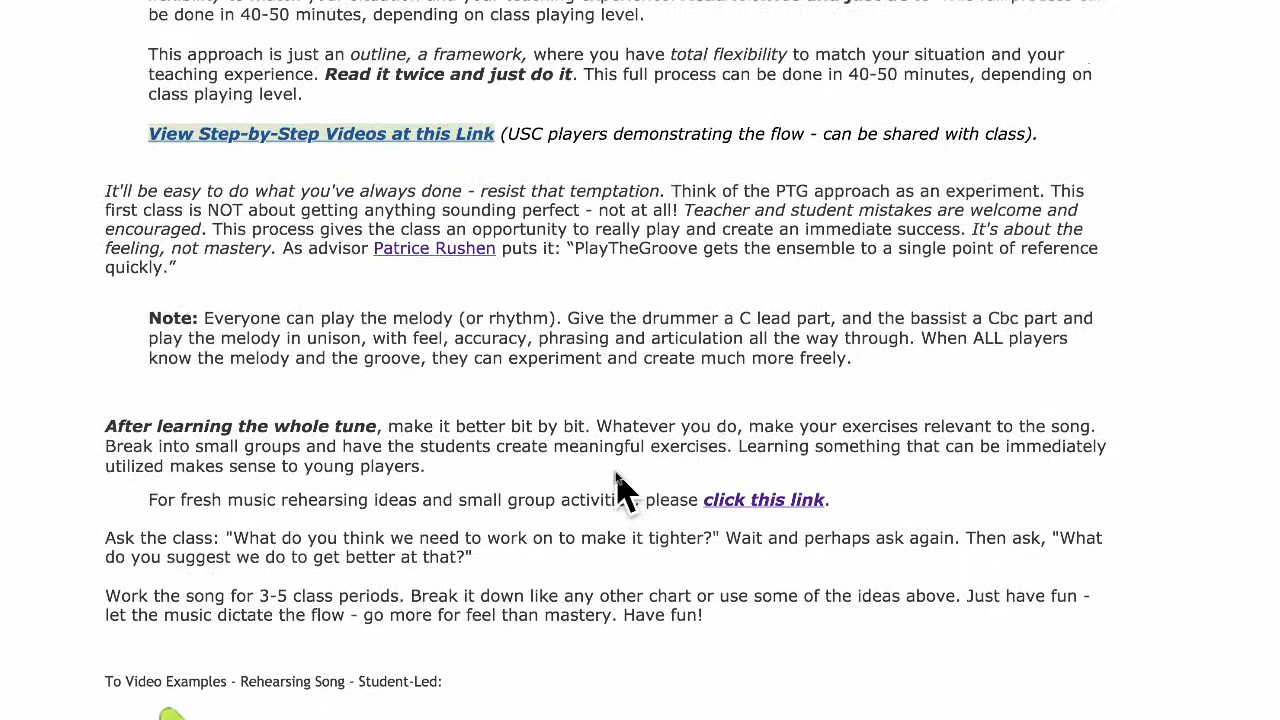 be done in 40-50 minutes, depending on class playing level.
This approach is just an outline, a framework, where you have total flexibility to match your situation and your
teaching experience. Read it twice and just do it. This full process can be done in 40-50 minutes, depending on
class playing level.
View Step-by-Step Videos at this Link (USC players demonstrating the flow - can be shared with class).
It'll be easy to do what you've always done - resist that temptation. Think of the PTG approach as an experiment. This
first class is NOT about getting anything sounding perfect - not at all! Teacher and student mistakes are welcome and
encouraged. This process gives the class an opportunity to really play and create an immediate success. It's about the
feeling, not mastery. As advisor Patrice Rushen puts it: “PlayTheGroove gets the ensemble to a single point of reference
quickly.”
Note: Everyone can play the melody (or rhythm). Give the drummer a C lead part, and the bassist a Cbc part and
play the melody in unison, with feel, accuracy, phrasing and articulation all the way through. When ALL players
know the melody and the groove, they can experiment and create much more freely.
After learning the whole tune, make it better bit by bit. Whatever you do, make your exercises relevant to the song.
Break into small groups and have the students create meaningful exercises. Learning something that can be immediately
utilized makes sense to young players.
For fresh music rehearsing ideas and small group please click this link.
Ask the class: "What do you think we need to work on to make it tighter?" Wait and perhaps ask again. Then ask, "What
do you suggest we do to get better at that?"
Work the song for 3-5 class periods. Break it down like any other chart or use some of the ideas above. Just have fun -
let the music dictate the flow - go more for feel than mastery. Have fun!
To Video Examples - Rehearsing Song - Student-Led: